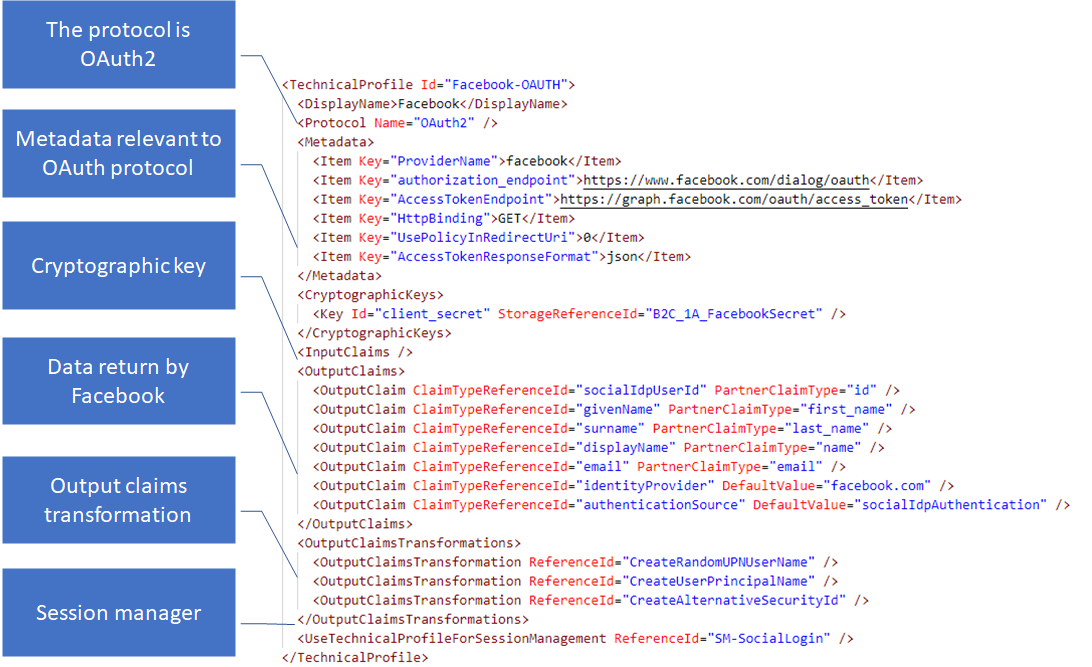 The protocol is
OAuth2
Metadata relevant to
OAuth protocol
Cryptographic key
Data return by
Facebook
Output claims
transformation
Session manager
<TechnicalProfile Id="Facebook-OAUTH">
<DisplayName>Facebook</DisplayName>
<Protocol Name="OAuth2" />
<Metadata>
<Item Key="ProviderName">facebook</Item>
<Item Key="authorization_endpoint">https://www.facebook.com/dialog/oauth</Item>
<Item Key="AccessTokenEndpoint">https://graph.facebook.com/oauth/access_token</Item>
<Item Key="HttpBinding">GET</Item>
<Item Key="UsePolicyInRedirectUri">0</Item>
<Item Key="AccessTokenResponseFormat">json</Item>
</Metadata>
<CryptographicKeys>
<Key Id="client_secret" StorageReferenceId="B2C_1A_FacebookSecret" />
</CryptographicKeys>
<InputClaims />
<OutputClaims>
<OutputClaim ClaimTypeReferenceId="socialIdpUserId" PartnerClaimType="id" />
<OutputClaim ClaimTypeReferenceId="givenName" PartnerClaimType="first_name" />
<OutputClaim ClaimTypeReferenceId="surname" PartnerClaimType="last_name" />
<OutputClaim ClaimTypeReferenceId="displayName" PartnerClaimType="name" />
<OutputClaim ClaimTypeReferenceId="email" PartnerClaimType="email" />
<OutputClaim ClaimTypeReferenceId="identityProvider" DefaultValue="facebook.com" />
<OutputClaim ClaimTypeReferenceId="authenticationSource" DefaultValue="socialIdpAuthentication" />
</OutputClaims>
<OutputClaimsTransformations>
<OutputClaimsTransformation ReferenceId="CreateRandomUPNUserName" />
<OutputClaimsTransformation ReferenceId="CreateUserPrincipalName" />
<OutputClaimsTransformation ReferenceId="CreateAlternativeSecurityId" />
</OutputClaimsTransformations>
<UseTechnicalProfileForSessionManagement ReferenceId="SM-SocialLogin" />
</TechnicalProfile>